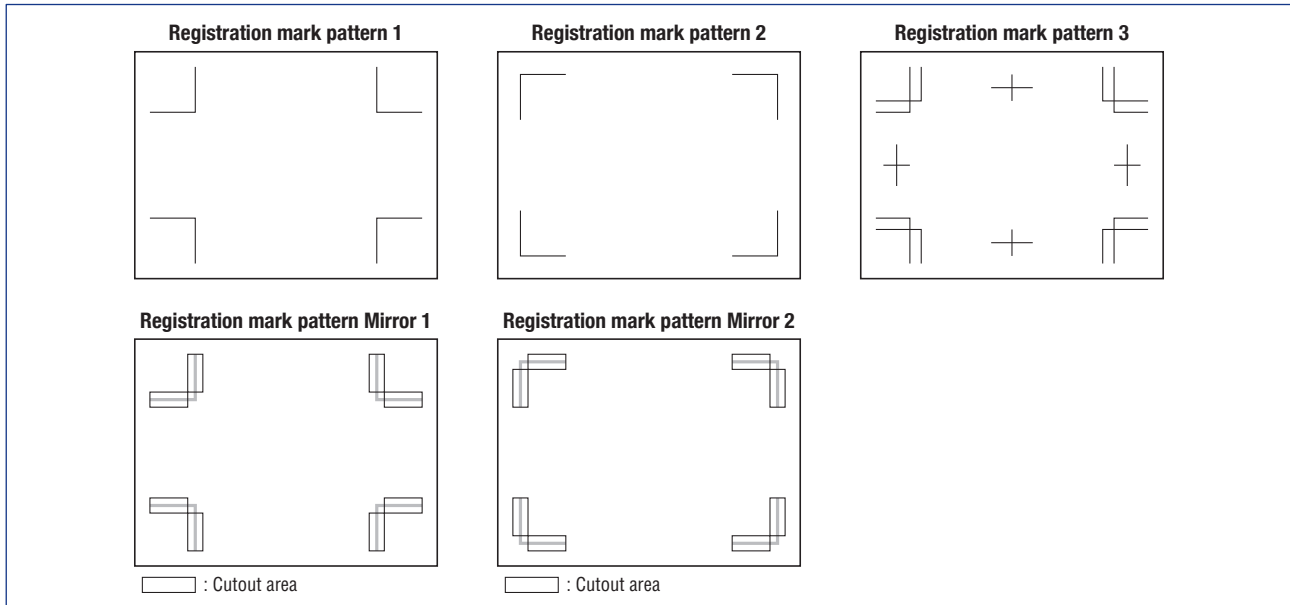 Registration mark pattern 1
Registration mark pattern 2
Registration mark pattern 3
Registration mark pattern Mirror 1
Registration mark pattern Mirror 2
: Cutout area
: Cutout area